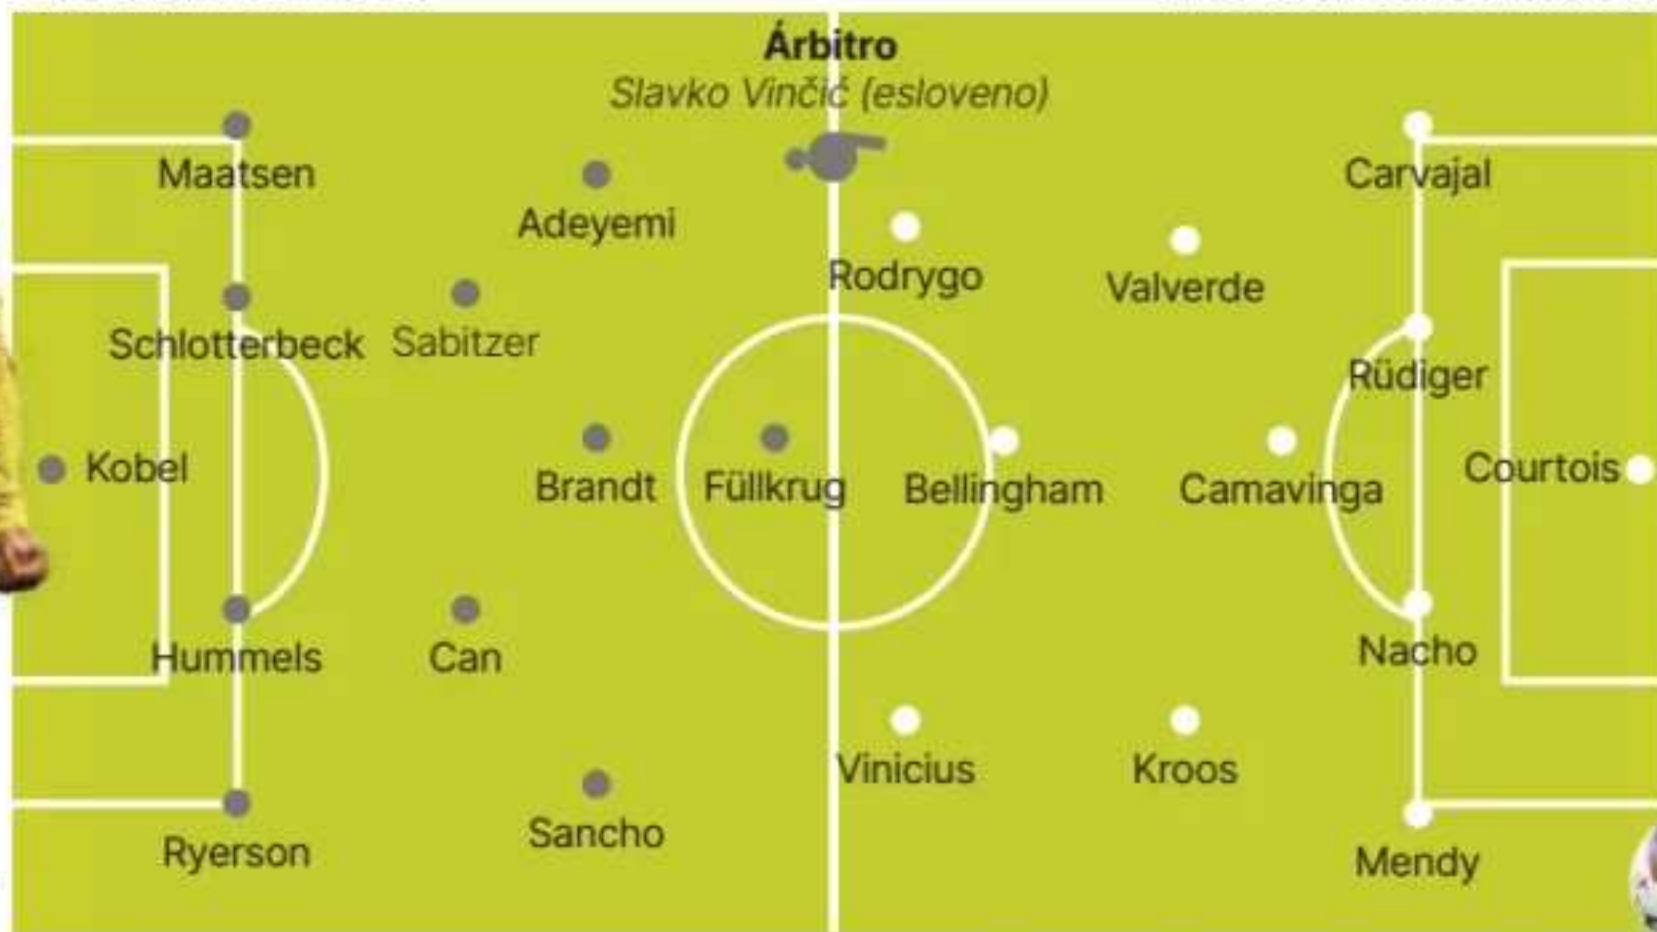 Árbitro
Slavko Vinčić (esloveno)
Maatsen
Carvajal
Adeyemi
Rodrygo
Valverde
Schlotterbeck
Sabitzer
Rüdiger
Kobel
Brandt
Füllkrug
Bellingham
Camavinga
Courtois
Hummels
Can
Nacho
Vinicius
Kroos
Ryerson
Sancho
Mendy